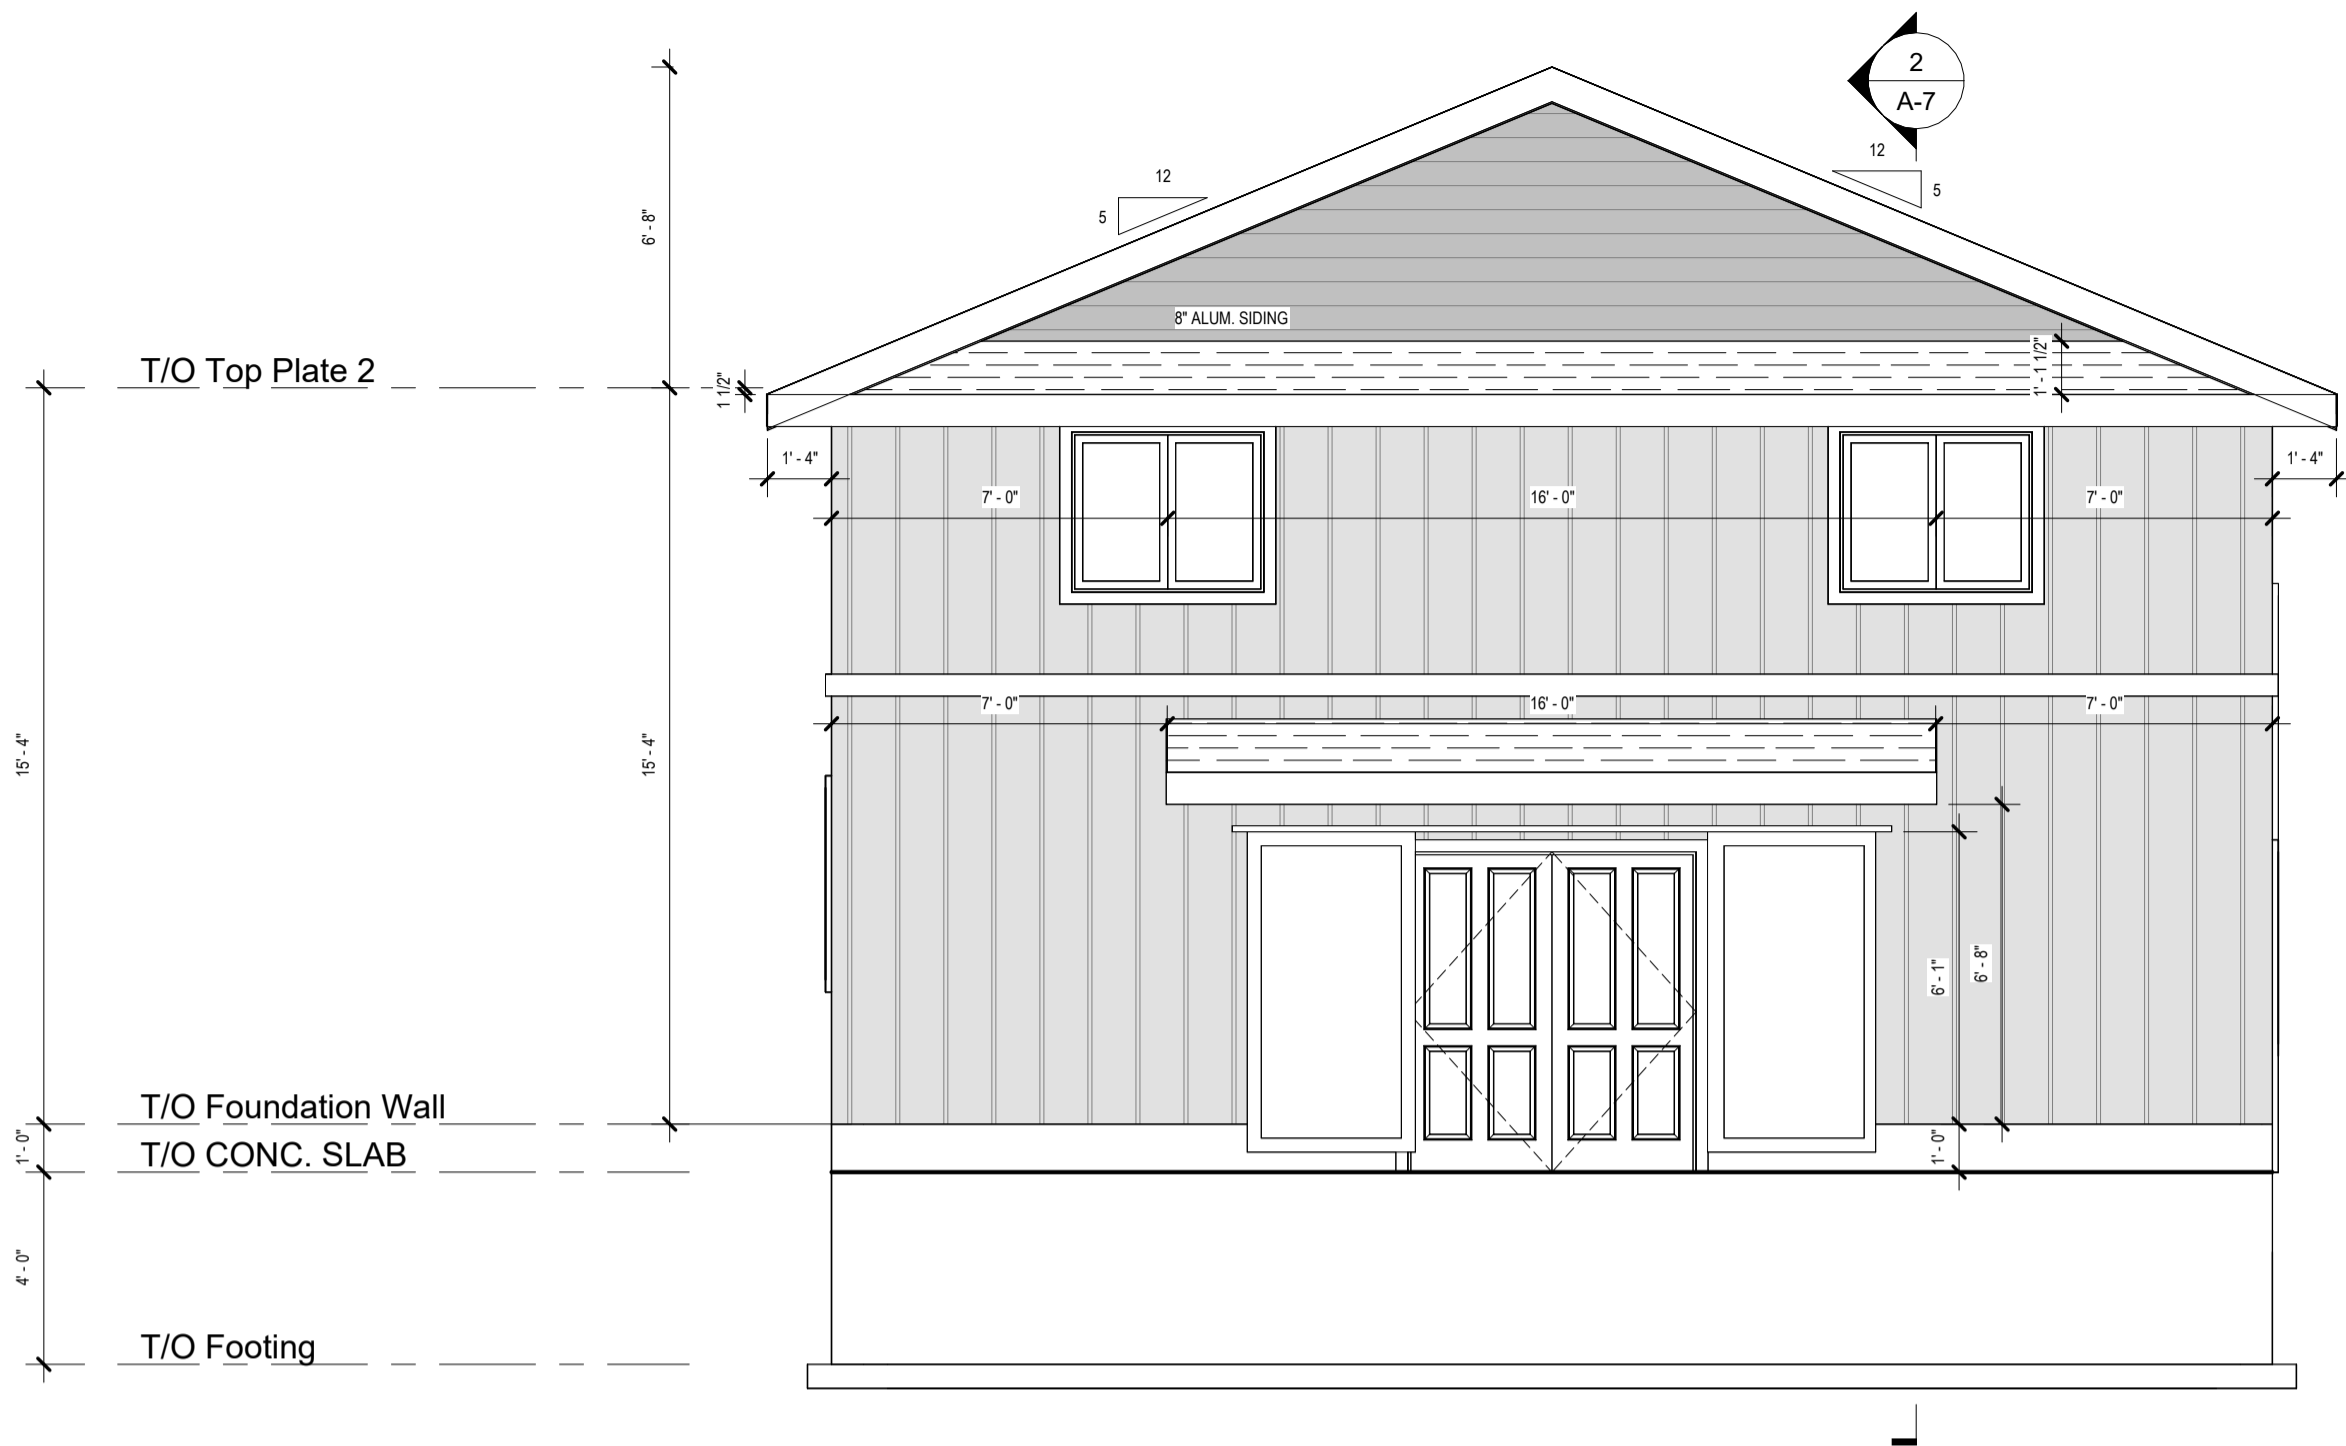 2
A-7
12
5
12
5
6' - 8"
8" ALUM. SIDING
1' - 1 1/2"
T/O Top Plate 2
1 1/2"
1' - 4"
1' - 4"
7' - 0"
16' - 0"
7' - 0"
7' - 0"
16' - 0"
7' - 0"
15' - 4"
15' - 4"
6' - 1"
6' - 8"
T/O Foundation Wall
1' - 0"
T/O CONC. SLAB
1' - 0"
4' - 0"
T/O Footing